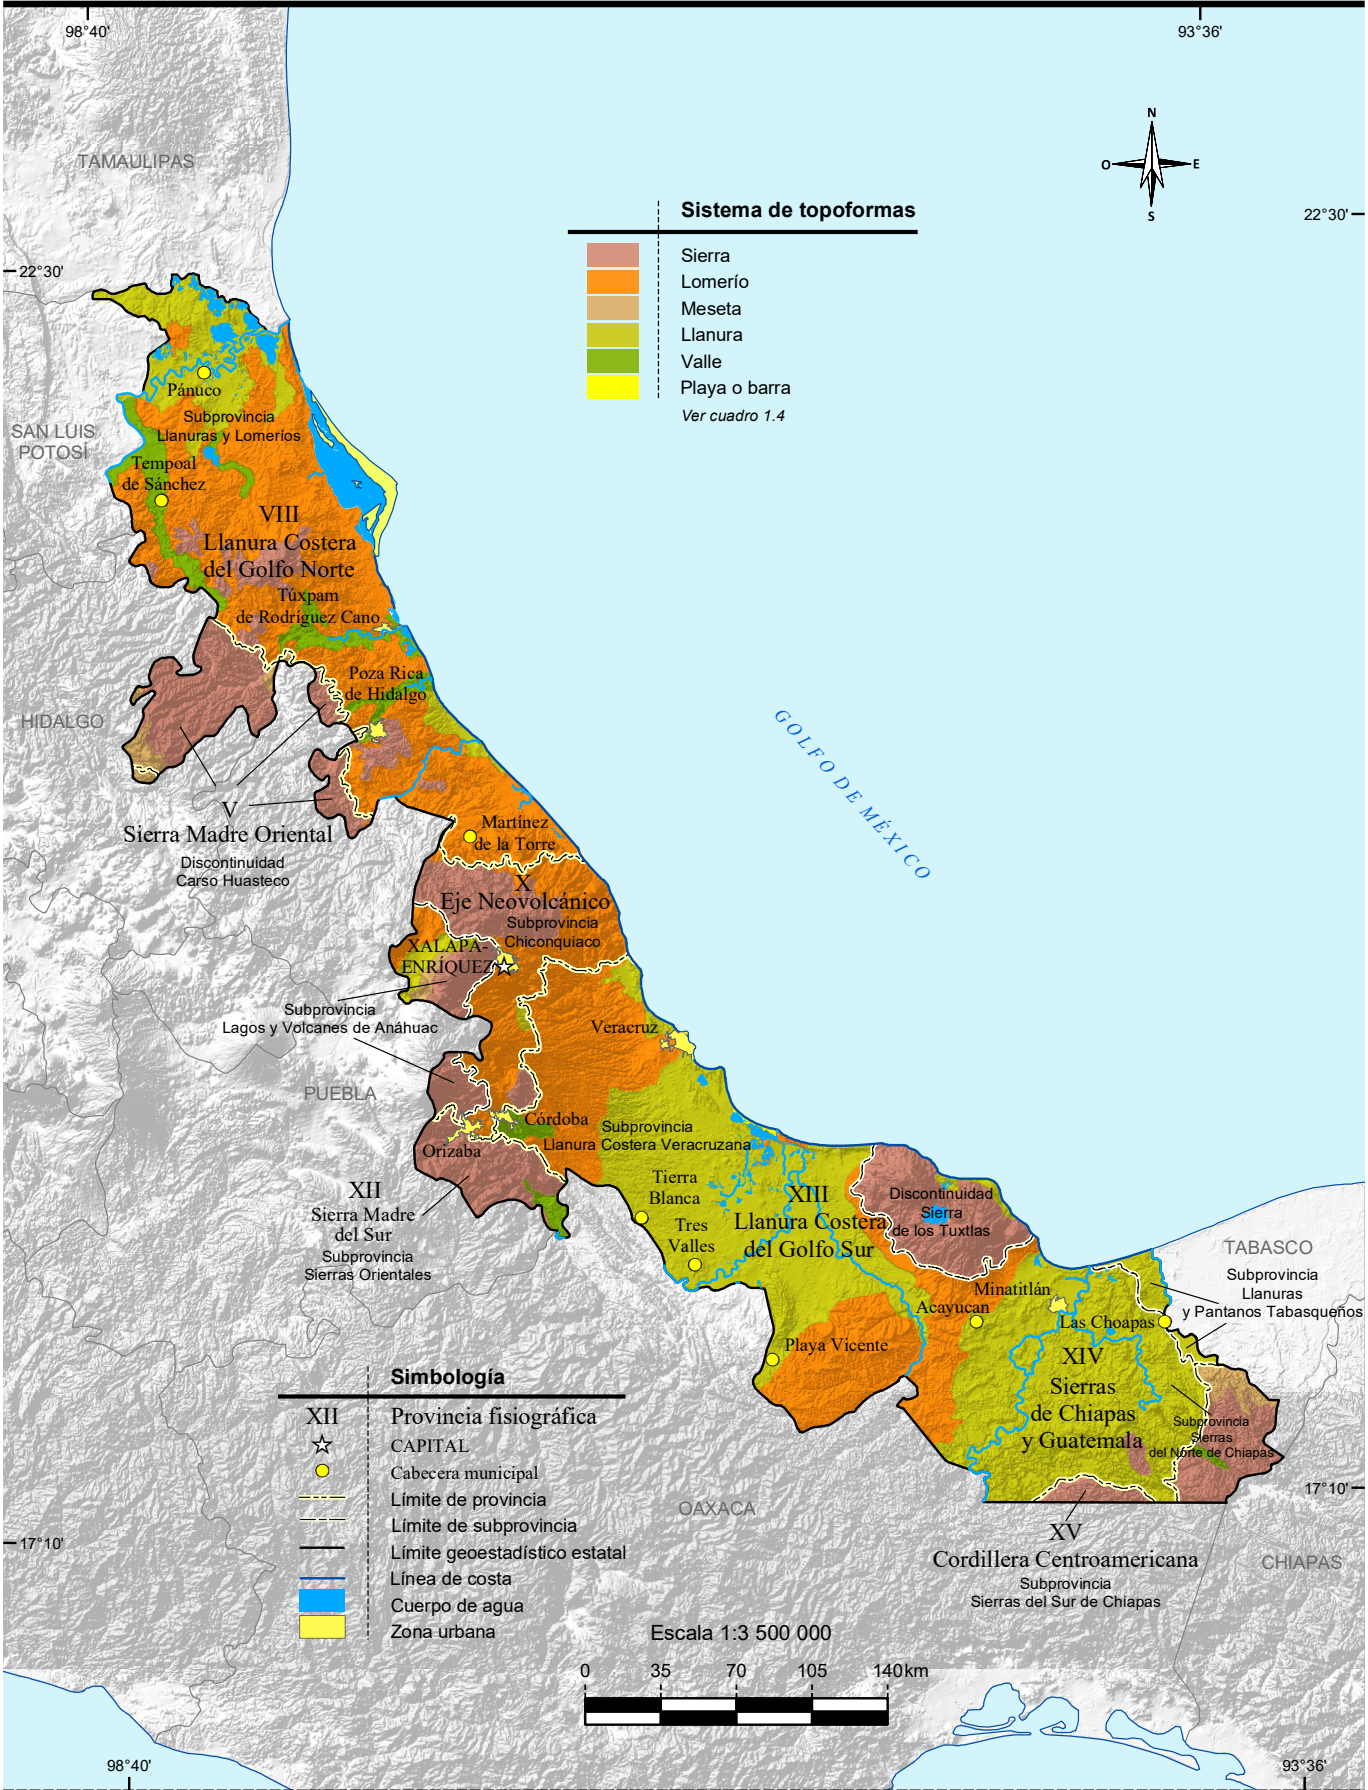 98°40'
93°36'
TAMAULIPAS
N
O
E
S
22°30'
22°30'
Sistema de topoformas
Sierra
Lomerío
Meseta
Llanura
Valle
Playa o barra
Ver cuadro 1.4
Pánuco
Subprovincia
Llanuras y Lomeríos
SAN LUIS
POTOSÍ
Tempoal
de Sánchez
VIII
Llanura Costera
del Golfo Norte
Túxpam
de Rodríguez Cano
Poza Rica
de Hidalgo
HIDALGO
GOLFO DE MÉXICO
V
Sierra Madre Oriental
Discontinuidad
Carso Huasteco
Martínez
de la Torre
X
Eje Neovolcánico
Subprovincia
Chiconquiaco
XALAPA-
ENRÍQUEZ
Subprovincia
Lagos y Volcanes de Anáhuac
Veracruz
PUEBLA
Córdoba
Subprovincia
Llanura Costera Veracruzana
Orizaba
Tierra
Blanca
XII
Sierra Madre
del Sur
Subprovincia
Sierras Orientales
XIII
Llanura Costera
del Golfo Sur
Tres
Valles
Discontinuidad
Sierra
de los Tuxtlas
TABASCO
Subprovincia
Llanuras
y Pantanos Tabasqueños
Minatitlán
Acayucan
Las Choapas
Playa Vicente
XIV
Sierras
de Chiapas
y Guatemala
Subprovincia
Sierras
del Norte de Chiapas
Simbología
XII Provincia fisiográfica
CAPITAL
Cabecera municipal
Límite de provincia
Límite de subprovincia
Límite geoestadístico estatal
Línea de costa
Cuerpo de agua
Zona urbana
OAXACA
17°10'
17°10'
XV
Cordillera Centroamericana
Subprovincia
Sierras del Sur de Chiapas
CHIAPAS
Escala 1:3 500 000
0 35 70 105 140 km
98°40'
93°36'